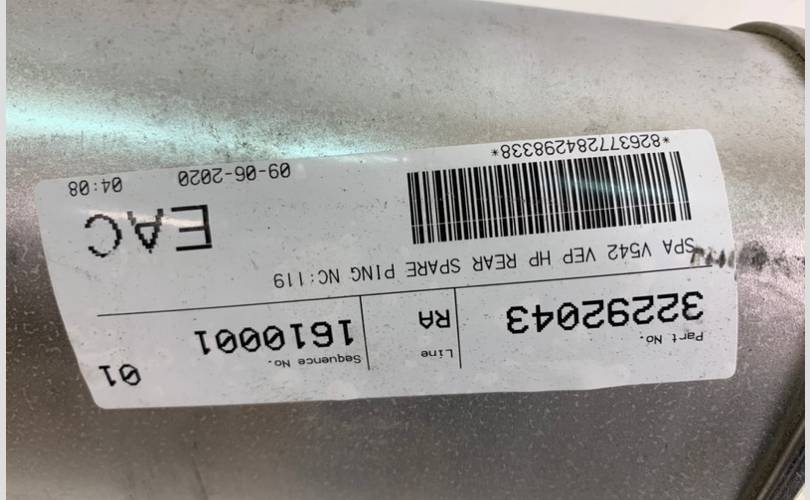 Part No. Line Sequence No.
32292043 RA 1610001 01
SPA V542 VEP HP REAR SPARE PING NC:119
EAC
*826377284298338*
09-06-2020 04:08